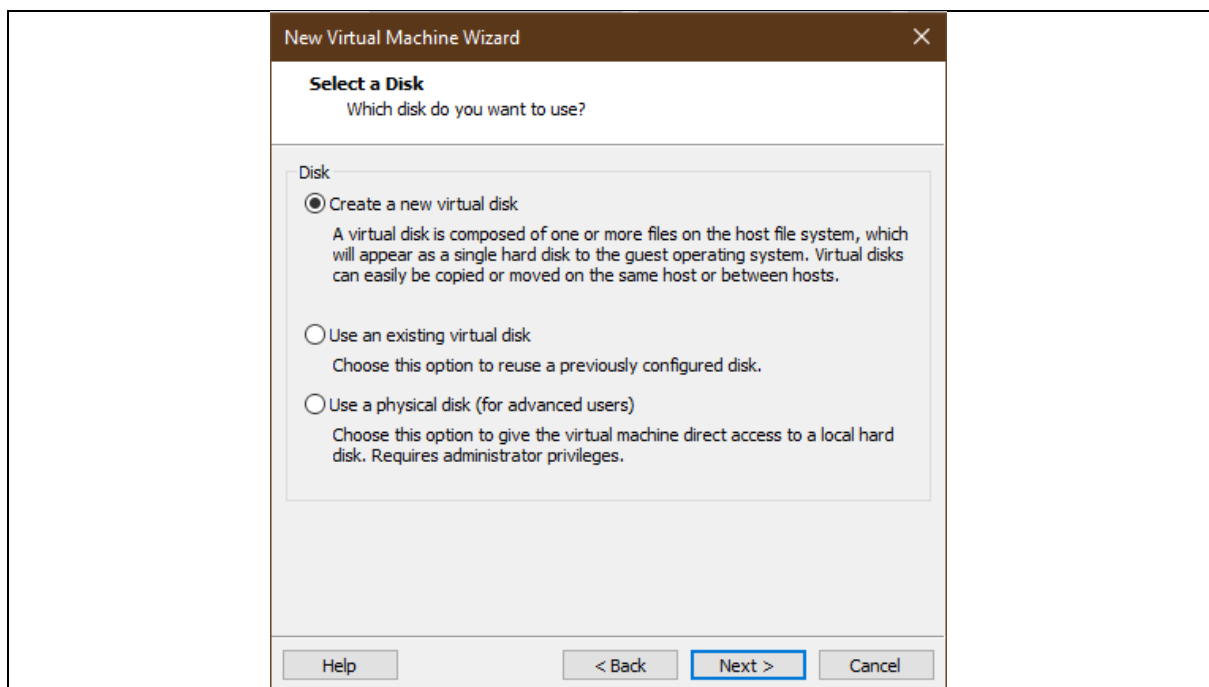 New Virtual Machine Wizard
Select a Disk
Which disk do you want to use?
Disk
Create a new virtual disk
A virtual disk is composed of one or more files on the host file system, which
will appear as a single hard disk to the guest operating system. Virtual disks
can easily be copied or moved on the same host or between hosts.
Use an existing virtual disk
Choose this option to reuse a previously configured disk.
Use a physical disk (for advanced users)
Choose this option to give the virtual machine direct access to a local hard
disk. Requires administrator privileges.
Help < Back Next > Cancel